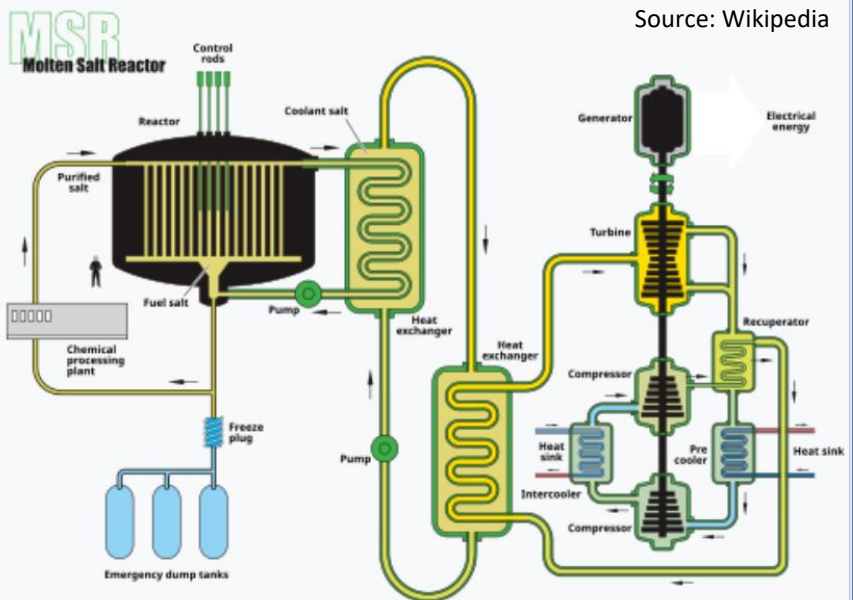 Source: Wikipedia
MSR
Molten Salt Reactor
Control
rods
Reactor
Coolant salt
Generator
Electrical
energy
Purified
salt
Turbine
Fuel salt
Pump
Heat
exchanger
Recuperator
Chemical
processing
plant
Heat
exchanger
Compressor
Freeze
plug
Pump
Heat
sink
Pre
cooler
Heat sink
Intercooler
Compressor
Emergency dump tanks